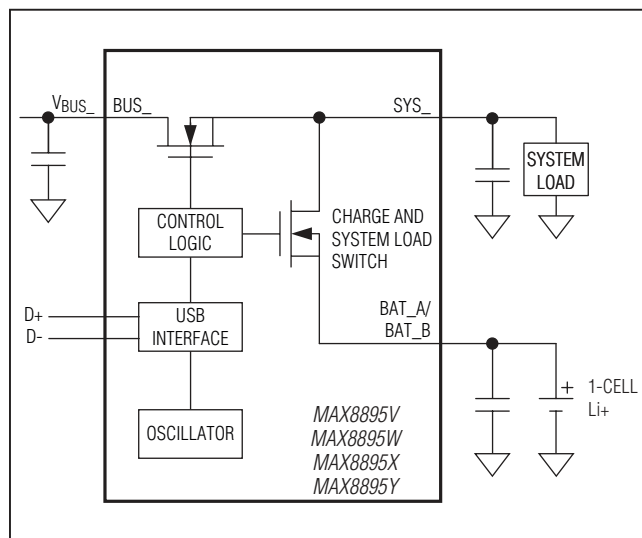 VBUS_
BUS_
SYS_
SYSTEM
LOAD
CONTROL
LOGIC
CHARGE AND
SYSTEM LOAD
SWITCH
D+
D-
USB
INTERFACE
BAT_A/
BAT_B
OSCILLATOR
MAX8895V
MAX8895W
MAX8895X
MAX8895Y
+
1-CELL
Li+